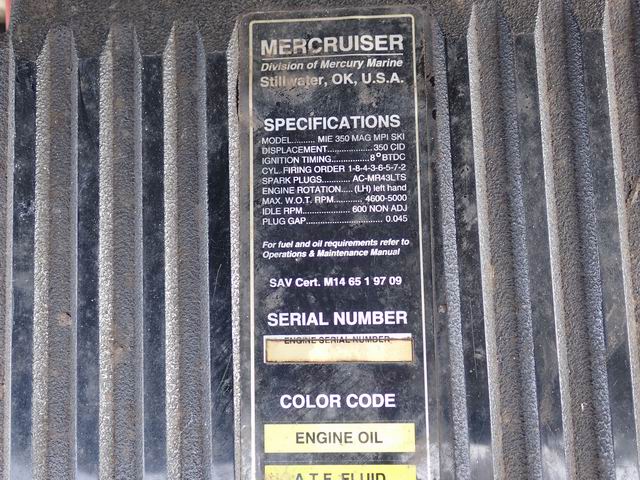 MERCRUISER
Division of Mercury Marine
Stillwater, OK, U.S.A.
SPECIFICATIONS
MODEL.......... MIE 350 MAG MPI SKI
DISPLACEMENT...................350 CID
IGNITION TIMING................8° BTDC
CYL. FIRING ORDER 1-8-4-3-6-5-7-2
SPARK PLUGS............ AC-MR43LTS
ENGINE ROTATION..... (LH) left hand
MAX. W.O.T. RPM............ 4600-5000
IDLE RPM.................... 600 NON ADJ
PLUG GAP................................ 0.045
For fuel and oil requirements refer to
Operations & Maintenance Manual
SAV Cert. M14 65 1 97 09
SERIAL NUMBER
ENGINE SERIAL NUMBER
COLOR CODE
ENGINE OIL
A.T.F. FLUID